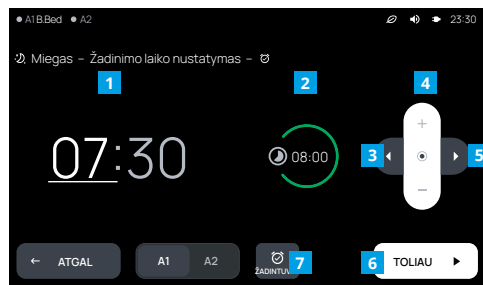 A1 B.Bed A2 23:30
Miegas – Žadinimo laiko nustatymas –
1 2 4
07:30 08:00 3 + 5
–
← ATGAL A1 A2 7 6 TOLIAU